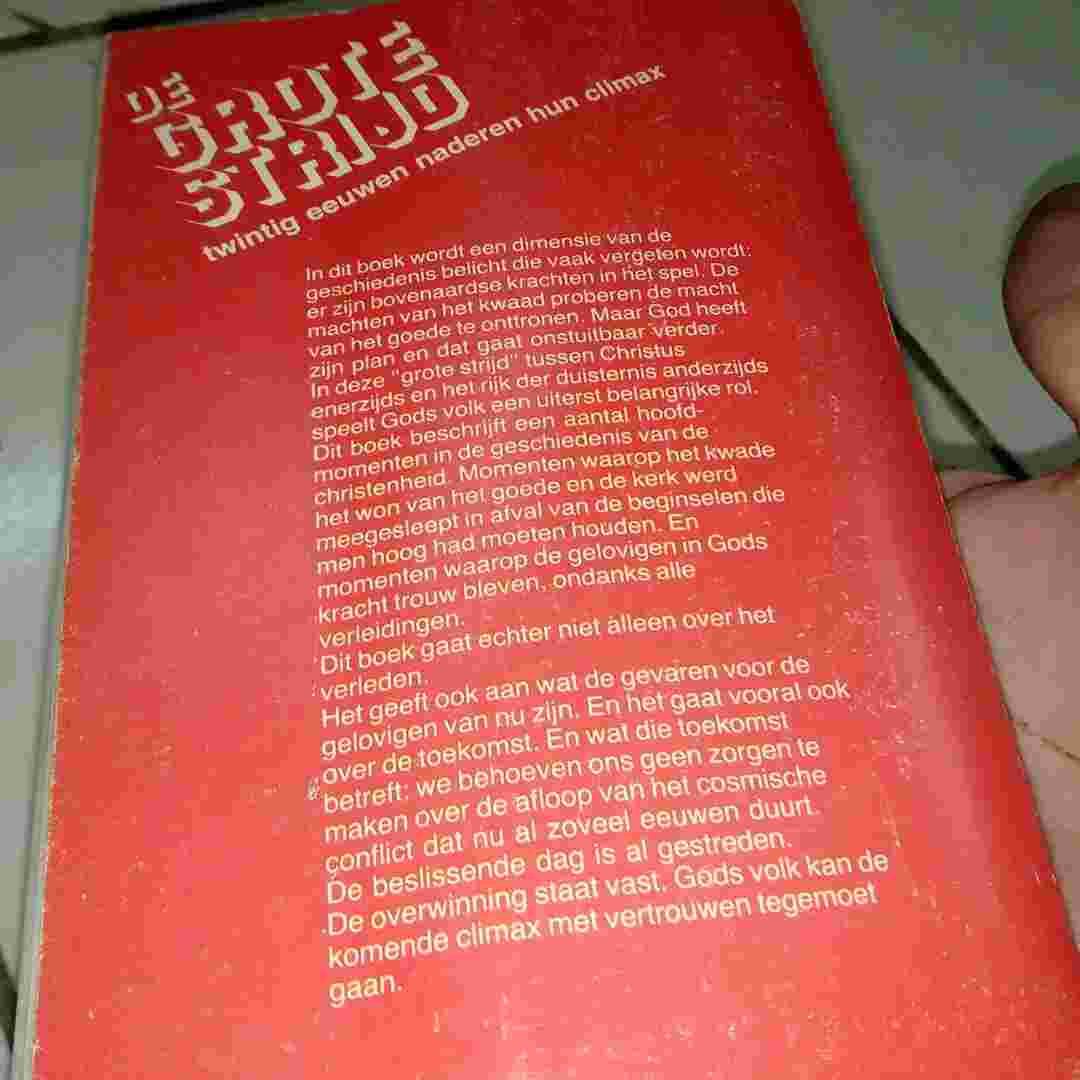 DE
GROTE
STRIJD
twintig eeuwen naderen hun climax
In dit boek wordt een dimensie van de
geschiedenis belicht die vaak vergeten wordt:
er zijn bovenaardse krachten in het spel. De
machten van het kwaad proberen de macht
van het goede te onttronen. Maar God heeft
zijn plan en dat gaat onstuitbaar verder.
In deze "grote strijd" tussen Christus
enerzijds en het rijk der duisternis anderzijds
speelt Gods volk een uiterst belangrijke rol.
Dit boek beschrijft een aantal hoofd-
momenten in de geschiedenis van de
christenheid. Momenten waarop het kwade
het won van het goede en de kerk werd
meegesleept in afval van de beginselen die
men hoog had moeten houden. En
momenten waarop de gelovigen in Gods
kracht trouw bleven, ondanks alle
verleidingen.
Dit boek gaat echter niet alleen over het
verleden.
Het geeft ook aan wat de gevaren voor de
gelovigen van nu zijn. En het gaat vooral ook
over de toekomst. En wat die toekomst
betreft: we behoeven ons geen zorgen te
maken over de afloop van het cosmische
conflict dat nu al zoveel eeuwen duurt.
De beslissende dag is al gestreden.
De overwinning staat vast. Gods volk kan de
komende climax met vertrouwen tegemoet
gaan.